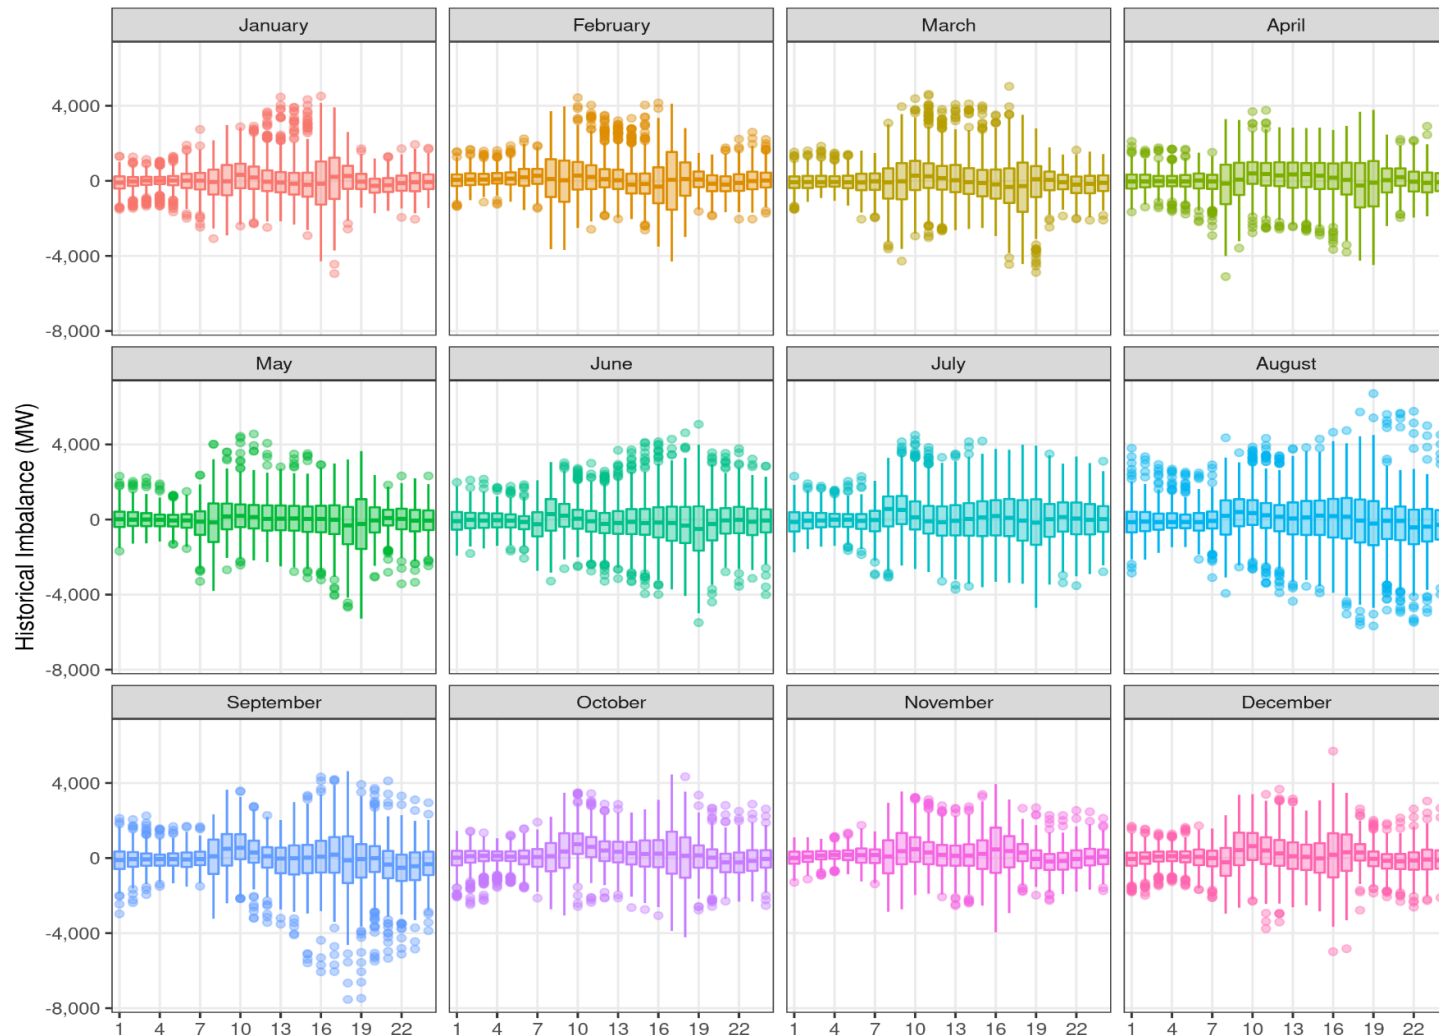 January February March April
4,000
0
-4,000
-8,000
May June July August
4,000
0
-4,000
-8,000
Historical Imbalance (MW)
September October November December
4,000
0
-4,000
-8,000
1 4 7 10 13 16 19 22 1 4 7 10 13 16 19 22 1 4 7 10 13 16 19 22 1 4 7 10 13 16 19 22